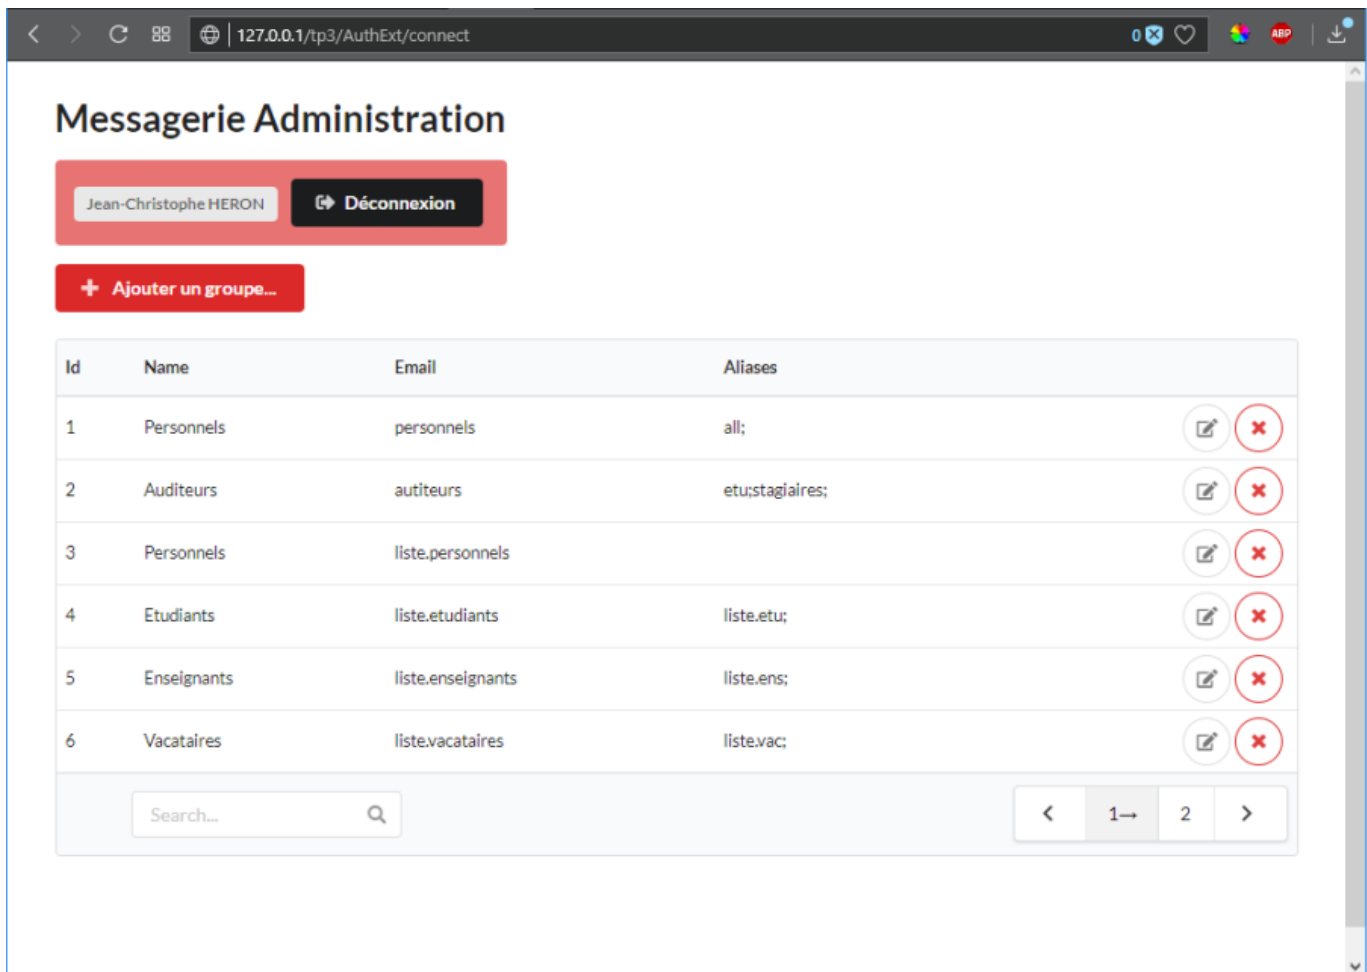 127.0.0.1/tp3/AuthExt/connect 0 ABP
Messagerie Administration
Jean-Christophe HERON Déconnexion
Ajouter un groupe...
Id Name Email Aliases
1 Personnels personnels all;
2 Auditeurs autiteurs etu;stagiaires;
3 Personnels liste.personnels
4 Etudiants liste.etudiants liste.etu;
5 Enseignants liste.enseignants liste.ens;
6 Vacataires liste.vacataires liste.vac;
Search... 1→ 2